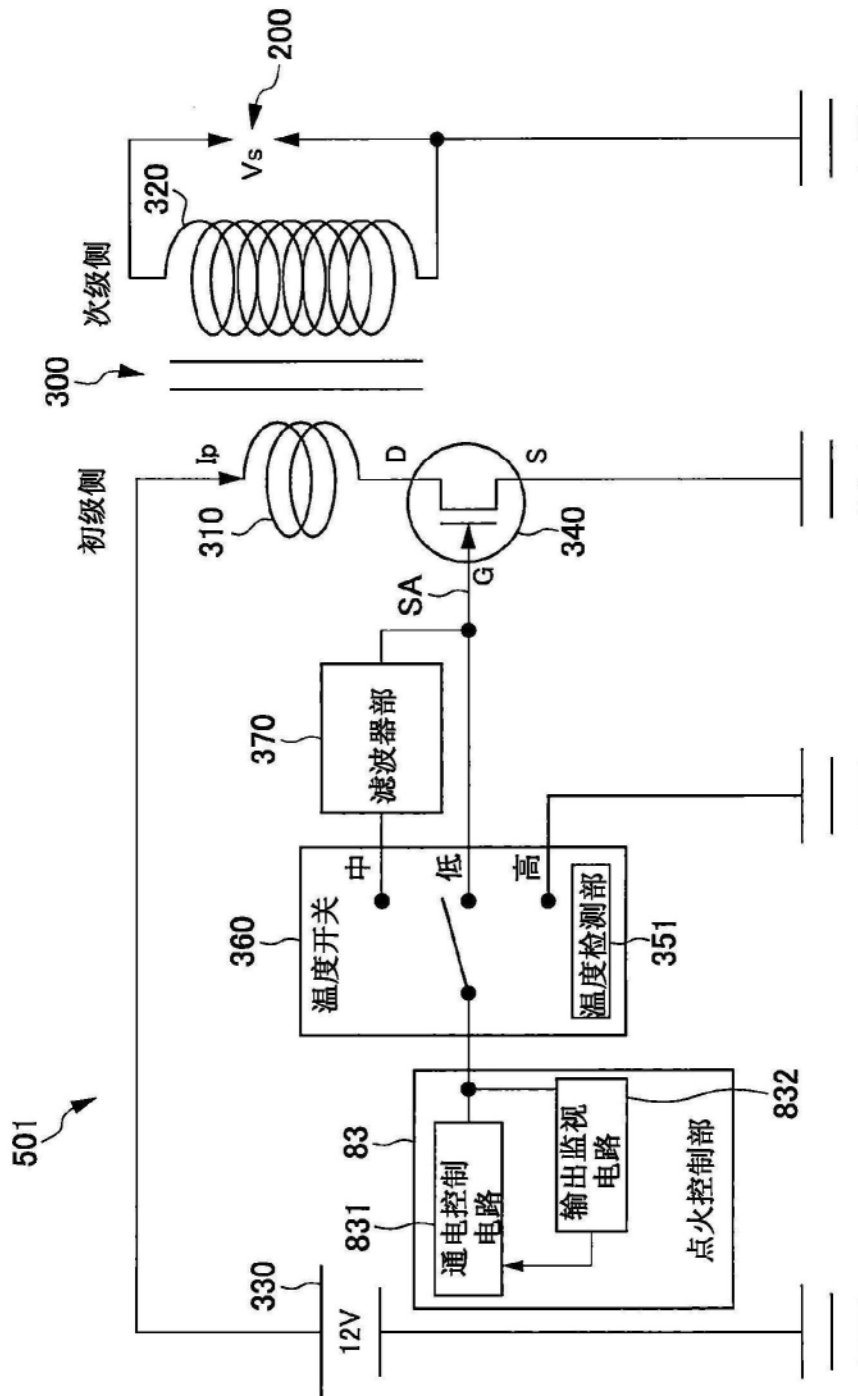 501
330
12V
831
通电控制
电路
83
输出监视
电路
832
点火控制部
360
温度开关
中
低
高
温度检测部
351
370
滤波器部
SA
G
D
S
340
初级侧
Ip
310
300
次级侧
320
Vs
200